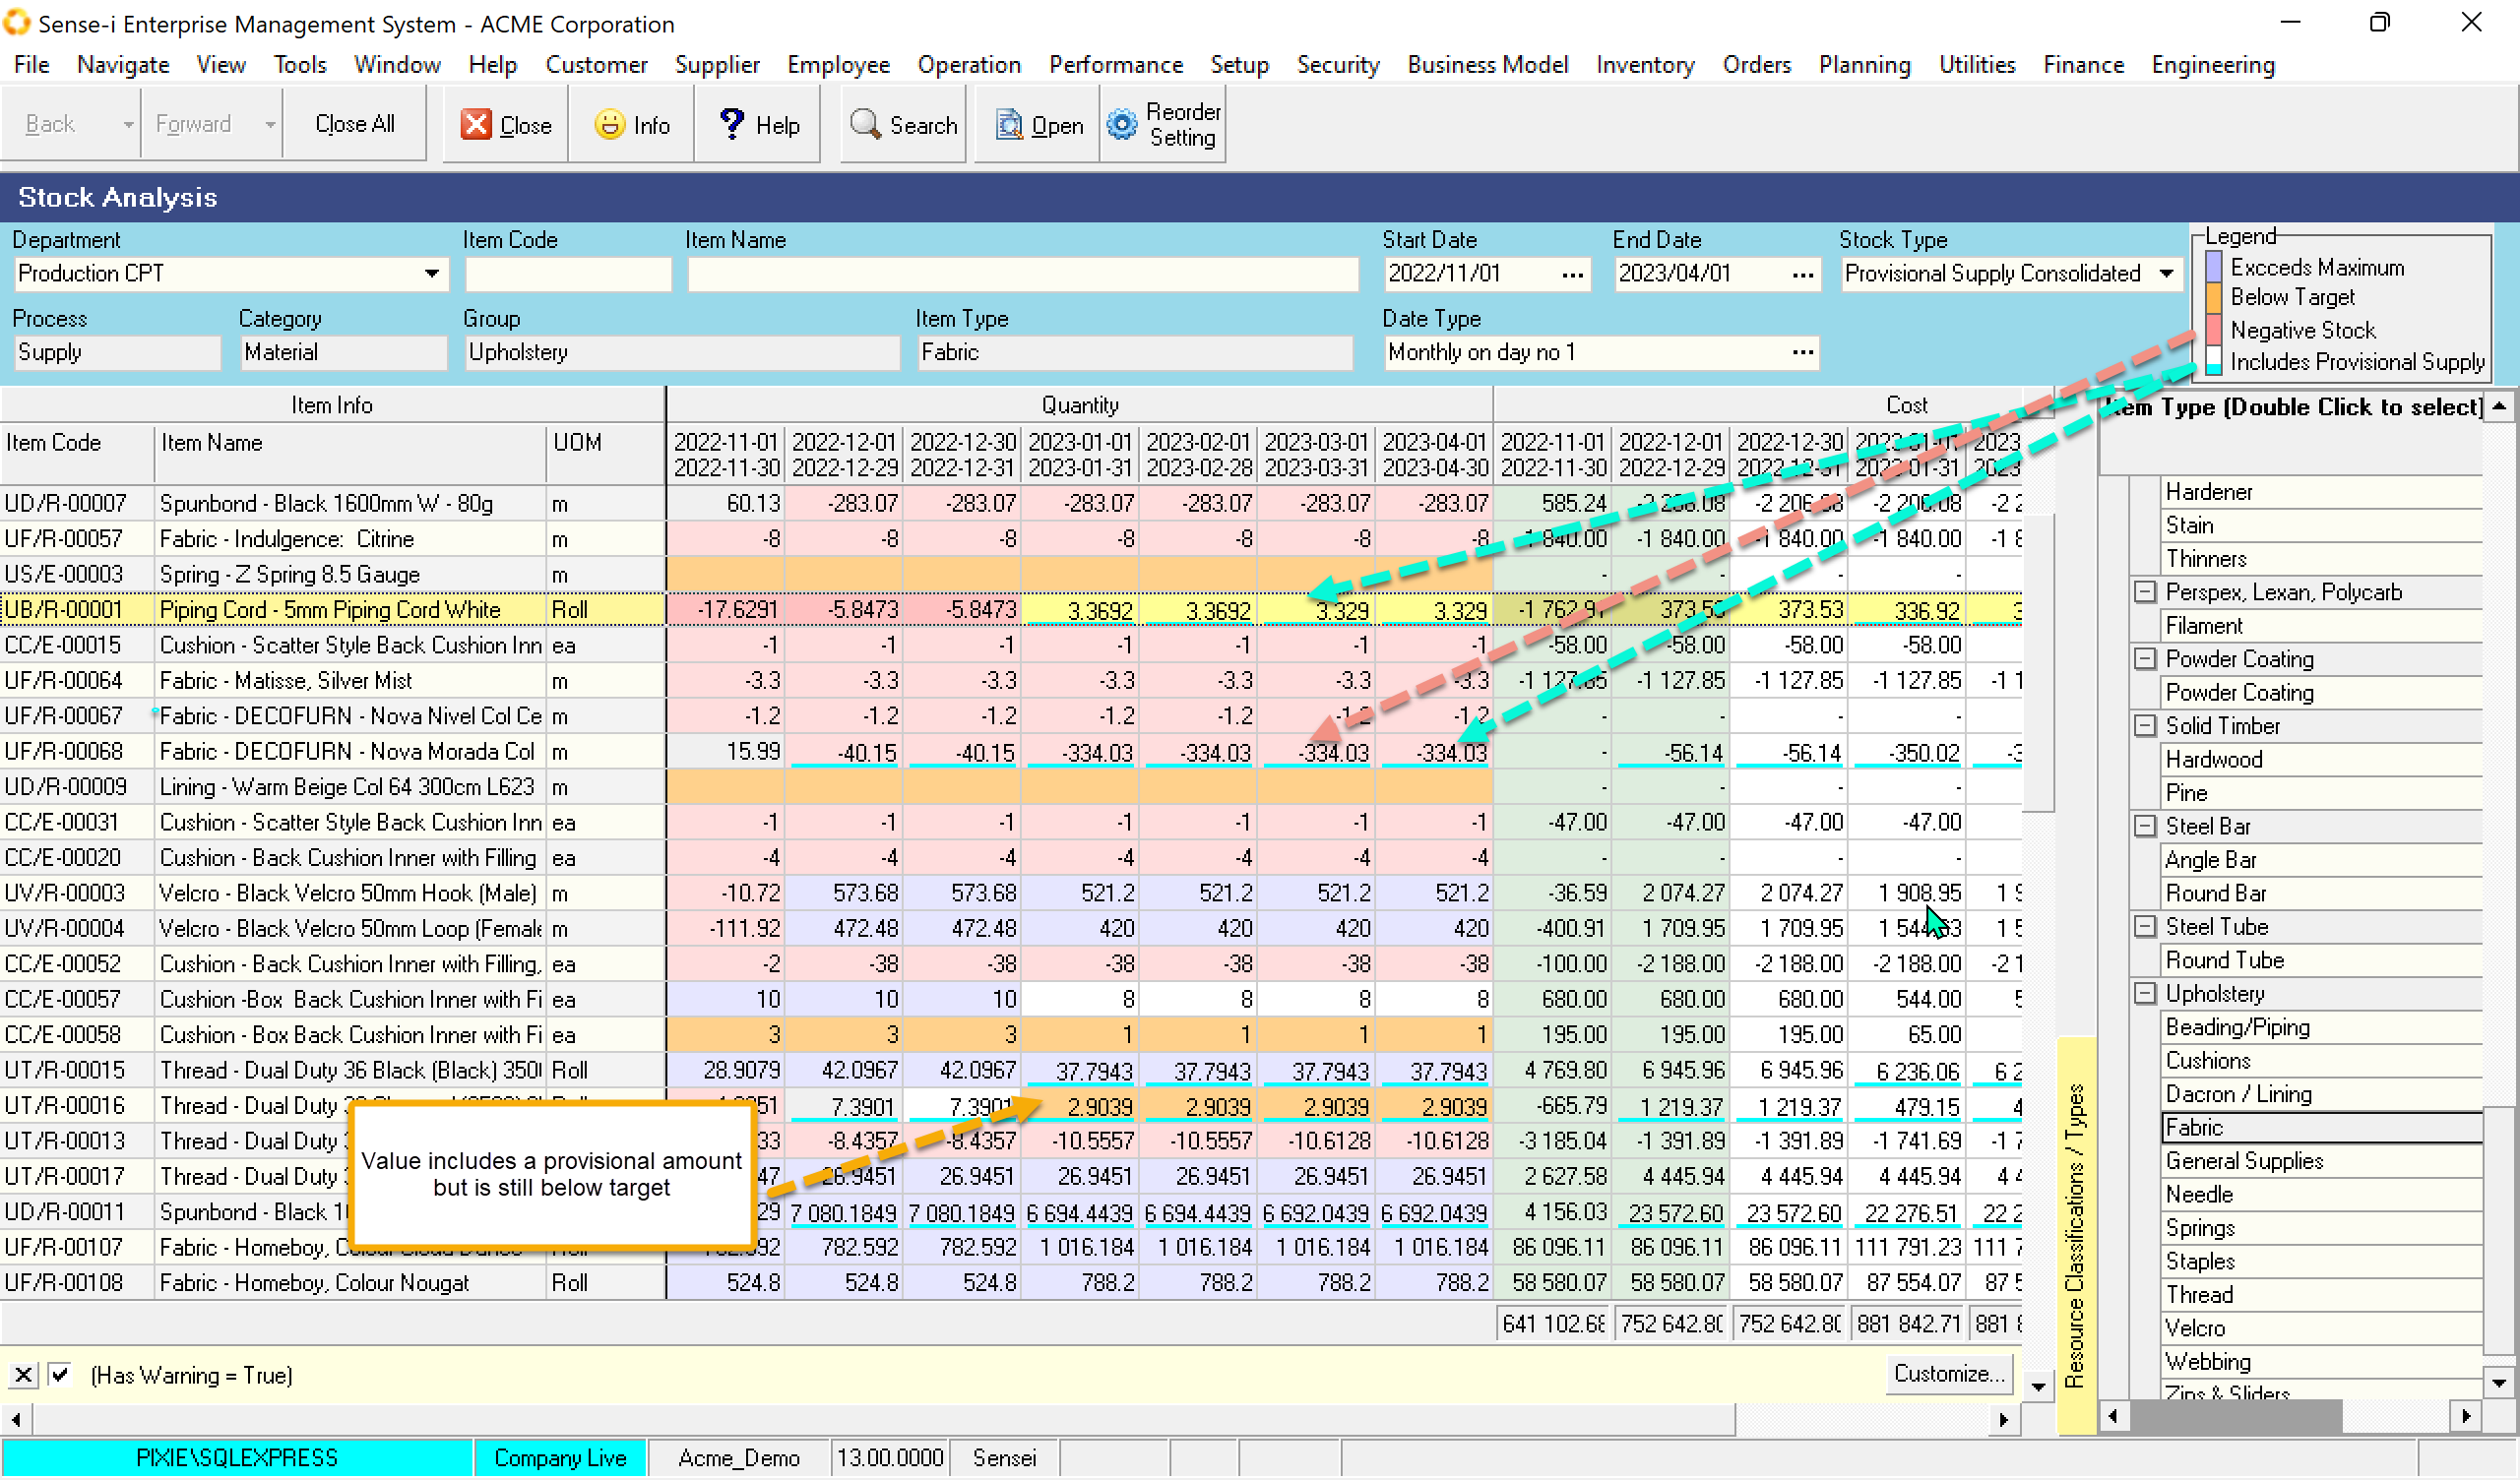 Sense-i Enterprise Management System - ACME Corporation
File Navigate View Tools Window Help Customer Supplier Employee Operation Performance Setup Security Business Model Inventory Orders Planning Utilities Finance Engineering
Back Forward Close All Close Info Help Search Open Reorder Setting
Stock Analysis
Department Item Code Item Name Start Date End Date Stock Type Legend
Production CPT 2022/11/01 ... 2023/04/01 ... Provisional Supply Consolidated
Exceeds Maximum
Below Target
Negative Stock
Includes Provisional Supply
Process Category Group Item Type Date Type
Supply Material Upholstery Fabric Monthly on day no 1 ...
Item Info Quantity Cost
Item Code Item Name UOM 2022-11-01 2022-12-01 2022-12-30 2023-01-01 2023-02-01 2023-03-01 2023-04-01 2022-11-01 2022-12-01 2022-12-30 2023-01-01 2023
2022-11-30 2022-12-29 2022-12-31 2023-01-31 2023-02-28 2023-03-31 2023-04-30 2022-11-30 2022-12-29 2022-12-31 2023-01-31 2023
UD/R-00007 Spunbond - Black 1600mm W - 80g m 60.13 -283.07 -283.07 -283.07 -283.07 -283.07 -283.07 585.24 -2 206.08 -2 206.08 -2 2
UF/R-00057 Fabric - Indulgence: Citrine m -8 -8 -8 -8 -8 -8 -8 -1 840.00 -1 840.00 -1 840.00 -1 840.00 -1 8
US/E-00003 Spring - Z Spring 8.5 Gauge m - - - -
UB/R-00001 Piping Cord - 5mm Piping Cord White Roll -17.6291 -5.8473 -5.8473 3.3692 3.3692 3.329 3.329 -1 762.91 373.53 373.53 336.92 3
CC/E-00015 Cushion - Scatter Style Back Cushion Inn ea -1 -1 -1 -1 -1 -1 -1 -58.00 -58.00 -58.00 -58.00
UF/R-00064 Fabric - Matisse, Silver Mist m -3.3 -3.3 -3.3 -3.3 -3.3 -3.3 -3.3 -1 127.85 -1 127.85 -1 127.85 -1 127.85 -1 1
UF/R-00067 Fabric - DECOFURN - Nova Nivel Col Ce m -1.2 -1.2 -1.2 -1.2 -1.2 -1.2 -1.2 - - - -
UF/R-00068 Fabric - DECOFURN - Nova Morada Col m 15.99 -40.15 -40.15 -334.03 -334.03 -334.03 -334.03 - -56.14 -56.14 -350.02 -3
UD/R-00009 Lining - Warm Beige Col 64 300cm L623 m - - - -
CC/E-00031 Cushion - Scatter Style Back Cushion Inn ea -1 -1 -1 -1 -1 -1 -1 -47.00 -47.00 -47.00 -47.00
CC/E-00020 Cushion - Back Cushion Inner with Filling ea -4 -4 -4 -4 -4 -4 -4 - - - -
UV/R-00003 Velcro - Black Velcro 50mm Hook (Male) m -10.72 573.68 573.68 521.2 521.2 521.2 521.2 -36.59 2 074.27 2 074.27 1 908.95 1 9
UV/R-00004 Velcro - Black Velcro 50mm Loop (Female m -111.92 472.48 472.48 420 420 420 420 -400.91 1 709.95 1 709.95 1 5
CC/E-00052 Cushion - Back Cushion Inner with Filling, ea -2 -38 -38 -38 -38 -38 -38 -100.00 -2 188.00 -2 188.00 -2 188.00 -2 1
CC/E-00057 Cushion -Box Back Cushion Inner with Fi ea 10 10 10 8 8 8 8 680.00 680.00 680.00 544.00 5
CC/E-00058 Cushion - Box Back Cushion Inner with Fi ea 3 3 3 1 1 1 1 195.00 195.00 195.00 65.00
UT/R-00015 Thread - Dual Duty 36 Black (Black) 350 Roll 28.9079 42.0967 42.0967 37.7943 37.7943 37.7943 37.7943 4 769.80 6 945.96 6 945.96 6 236.06 6 2
UT/R-00016 Thread - Dual Duty 7.3901 7.3901 2.9039 2.9039 2.9039 2.9039 -665.79 1 219.37 1 219.37 479.15 4
UT/R-00013 Thread - Dual Duty 33 -8.4357 -8.4357 -10.5557 -10.5557 -10.6128 -10.6128 -3 185.04 -1 391.89 -1 391.89 -1 741.69 -1 7
UT/R-00017 Thread - Dual Duty 47 26.9451 26.9451 26.9451 26.9451 26.9451 26.9451 2 627.58 4 445.94 4 445.94 4 445.94 4 4
UD/R-00011 Spunbond - Black 29 7 080.1849 7 080.1849 6 694.4439 6 694.4439 6 692.0439 6 692.0439 4 156.03 23 572.60 23 572.60 22 276.51 22 2
UF/R-00107 Fabric - Homeboy, 782.592 782.592 1 016.184 1 016.184 1 016.184 1 016.184 86 096.11 86 096.11 86 096.11 111 791.23 111 7
UF/R-00108 Fabric - Homeboy, Colour Nougat Roll 524.8 524.8 524.8 788.2 788.2 788.2 788.2 58 580.07 58 580.07 58 580.07 87 554.07 87 5
641 102.68 752 642.80 752 642.80 881 842.71 881 8
Value includes a provisional amount
but is still below target
(Has Warning = True) Customize...
Resource Classifications / Types
Item Type (Double Click to select)
Hardener
Stain
Thinners
Perspex, Lexan, Polycarb
Filament
Powder Coating
Powder Coating
Solid Timber
Hardwood
Pine
Steel Bar
Angle Bar
Round Bar
Steel Tube
Round Tube
Upholstery
Beading/Piping
Cushions
Dacron / Lining
Fabric
General Supplies
Needle
Springs
Staples
Thread
Velcro
Webbing
Zips & Sliders
PIXIE\SQLEXPRESS Company Live Acme_Demo 13.00.0000 Sensei